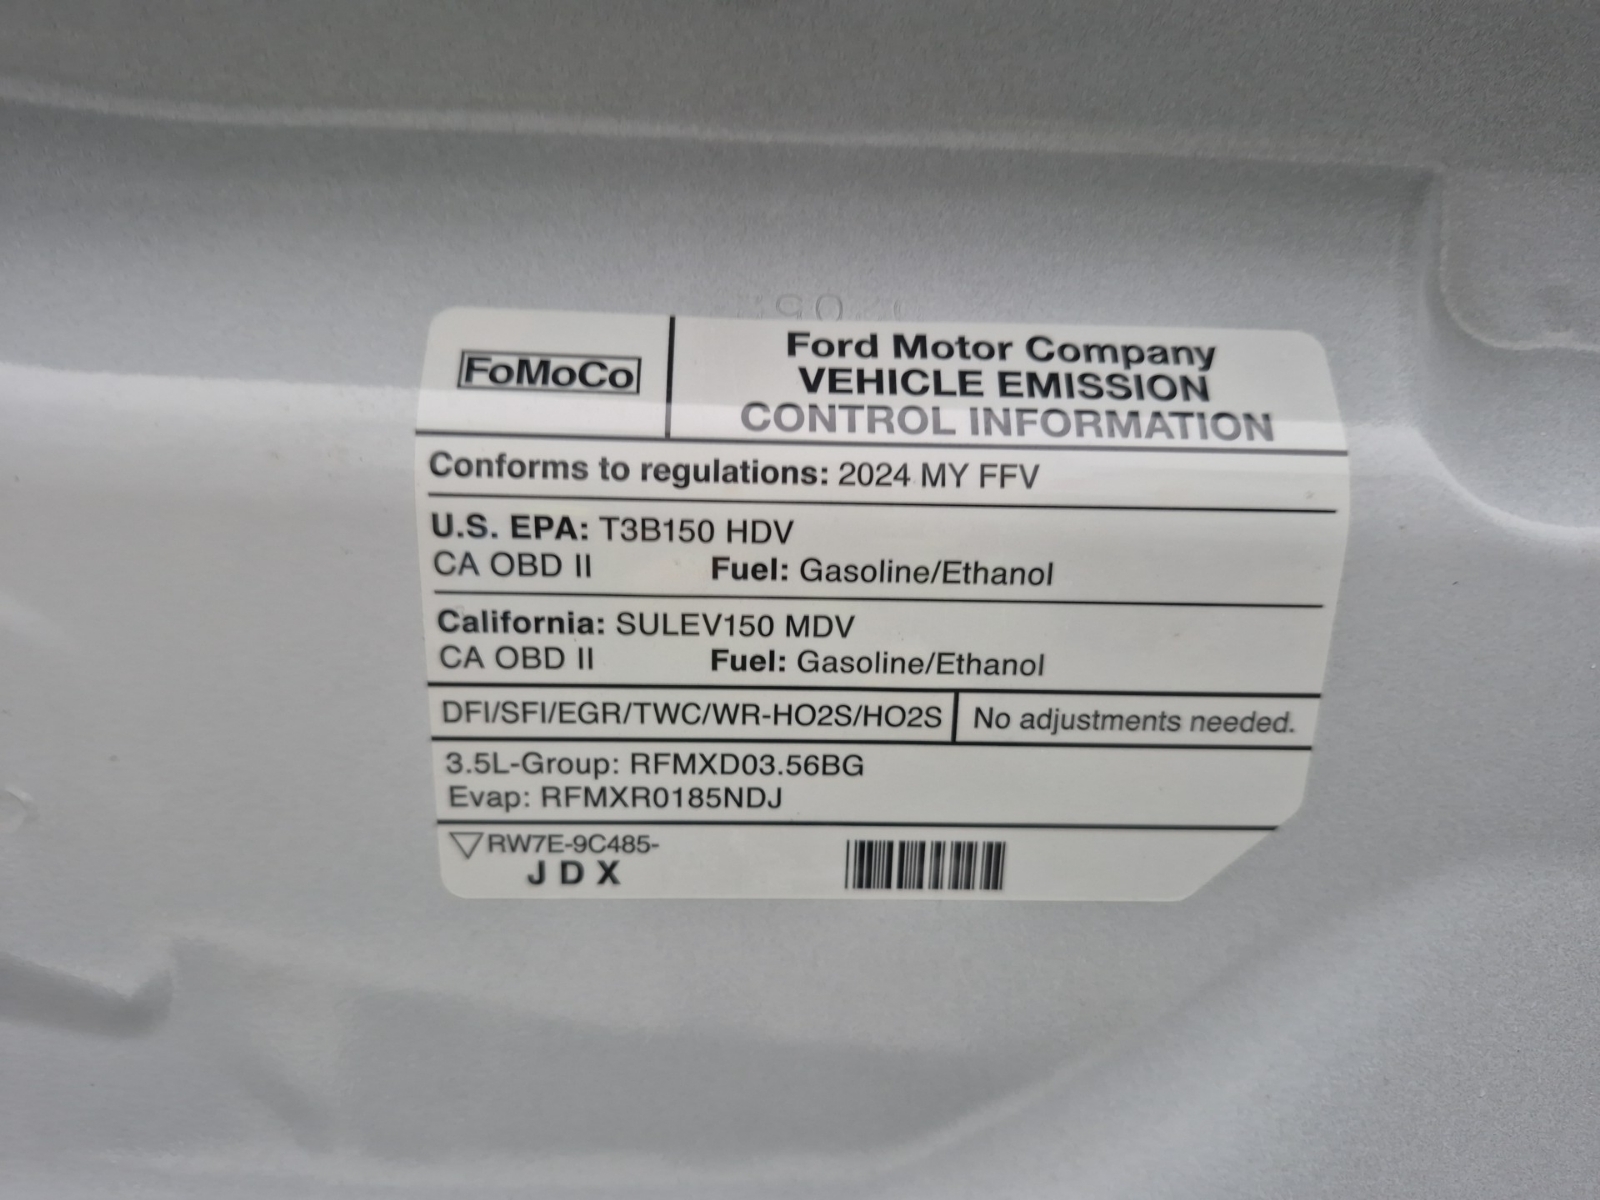 FoMoCo
Ford Motor Company
VEHICLE EMISSION
CONTROL INFORMATION
Conforms to regulations: 2024 MY FFV
U.S. EPA: T3B150 HDV
CA OBD II Fuel: Gasoline/Ethanol
California: SULEV150 MDV
CA OBD II Fuel: Gasoline/Ethanol
DFI/SFI/EGR/TWC/WR-HO2S/HO2S No adjustments needed.
3.5L-Group: RFMXD03.56BG
Evap: RFMXR0185NDJ
RW7E-9C485-
J D X